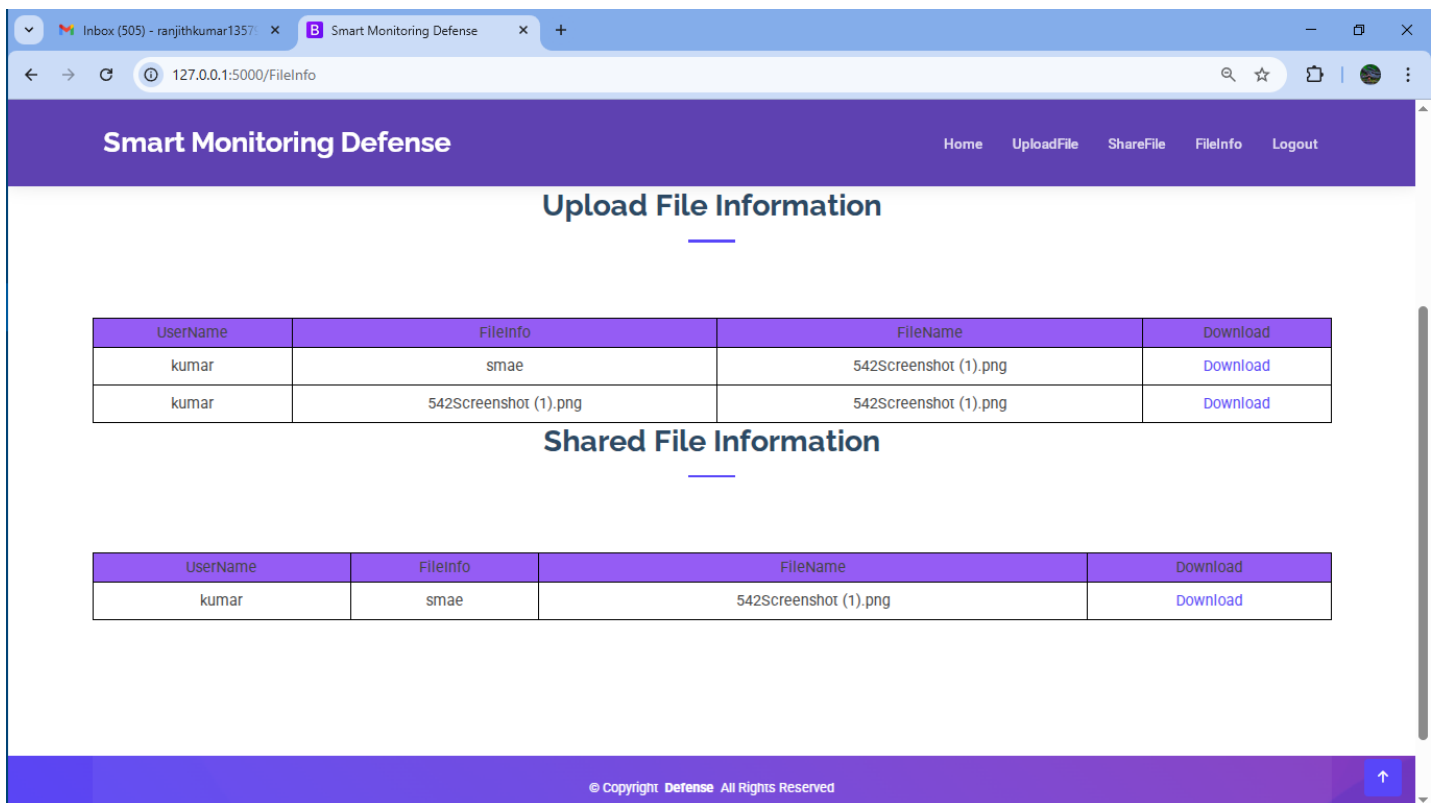 Inbox (505) - ranjithkumar1357
Smart Monitoring Defense
127.0.0.1:5000/FileInfo
Smart Monitoring Defense
Home UploadFile ShareFile FileInfo Logout
Upload File Information
UserName FileInfo FileName Download
kumar smae 542Screenshot (1).png Download
kumar 542Screenshot (1).png 542Screenshot (1).png Download
Shared File Information
UserName FileInfo FileName Download
kumar smae 542Screenshot (1).png Download
© Copyright Defense All Rights Reserved